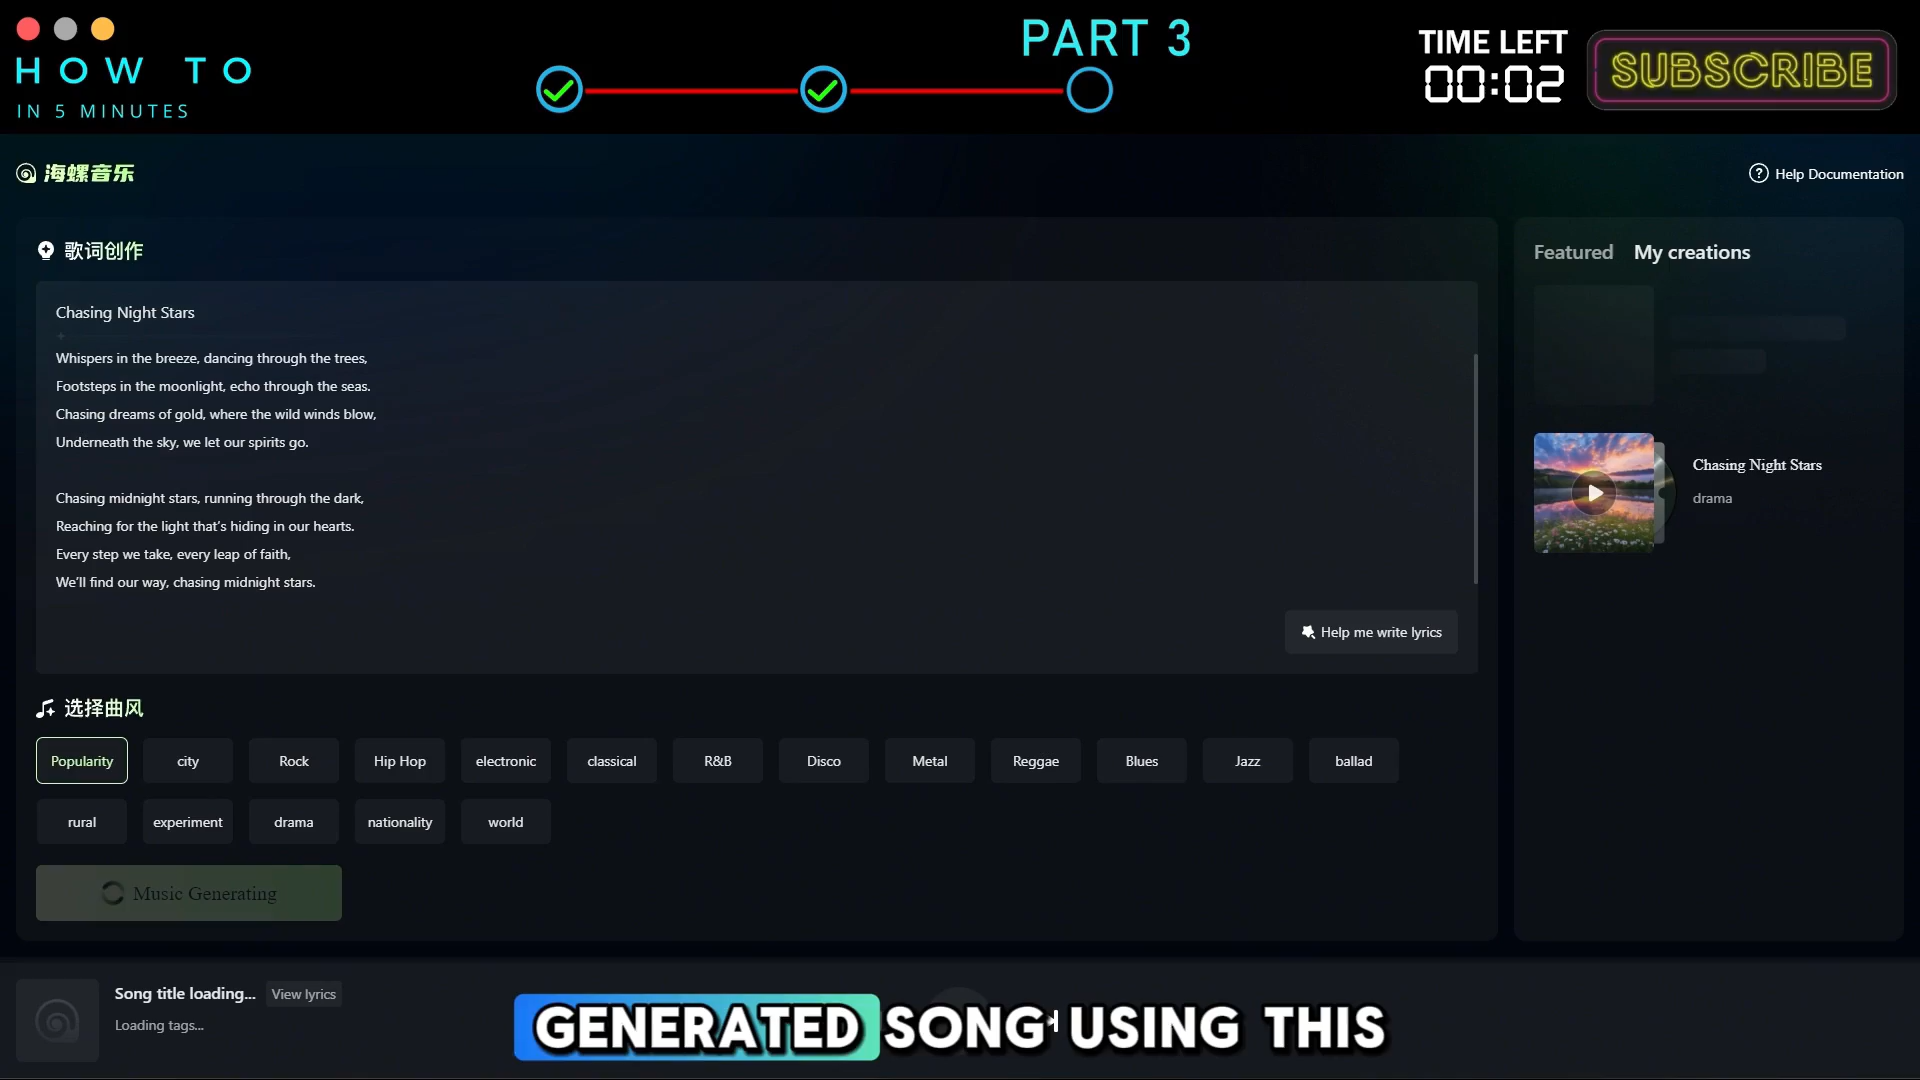 HOW TO
IN 5 MINUTES
PART 3
TIME LEFT
00:02
SUBSCRIBE
海螺音乐
Help Documentation
歌词创作
Chasing Night Stars
Whispers in the breeze, dancing through the trees,
Footsteps in the moonlight, echo through the seas.
Chasing dreams of gold, where the wild winds blow,
Underneath the sky, we let our spirits go.
Chasing midnight stars, running through the dark,
Reaching for the light that's hiding in our hearts.
Every step we take, every leap of faith,
We'll find our way, chasing midnight stars.
Help me write lyrics
Featured My creations
Chasing Night Stars
drama
选择曲风
Popularity city Rock Hip Hop electronic classical R&B Disco Metal Reggae Blues Jazz ballad
rural experiment drama nationality world
Music Generating
Song title loading... View lyrics
Loading tags...
GENERATED SONG USING THIS